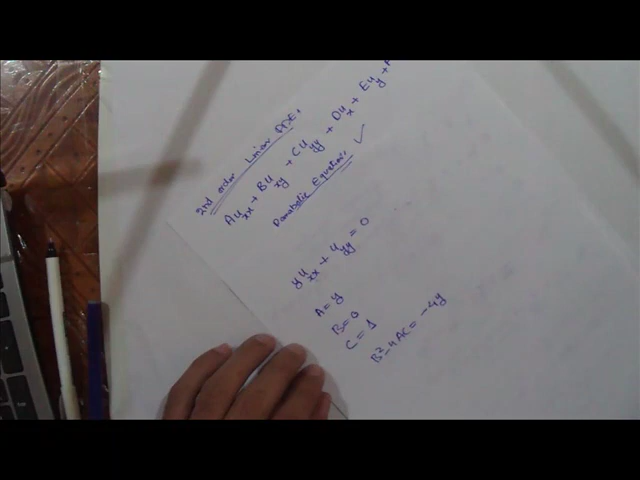 2nd order Linear PDE:
Au_xx + Bu_xy + Cu_yy + Du_x + Eu_y +
Parabolic Equation: ✓
yu_xx + u_yy = 0
A = y
B = 0
C = 1
B² - 4AC = -4y